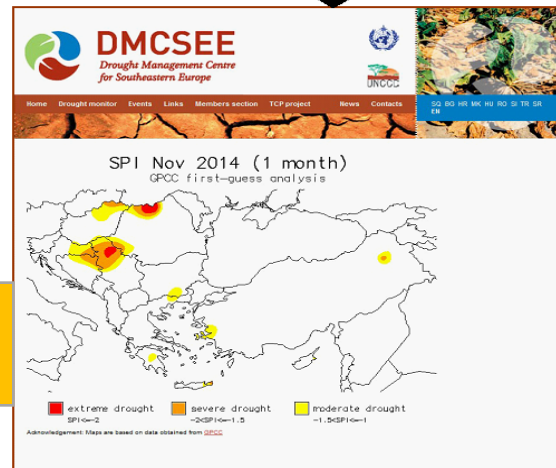 DMCSEE
Drought Management Centre
for Southeastern Europe
UNCCD
Home Drought monitor Events Links Members section TCP project News Contacts
SQ BO HR MK HU RO SI TR SR
EN
SPI Nov 2014 (1 month)
GPCC first-guess analysis
extreme drought severe drought moderate drought
SPI<=-2 -2<SPI<=-1.5 -1.5<SPI<=-1
Acknowledgement: Maps are based on data obtained from GPCC